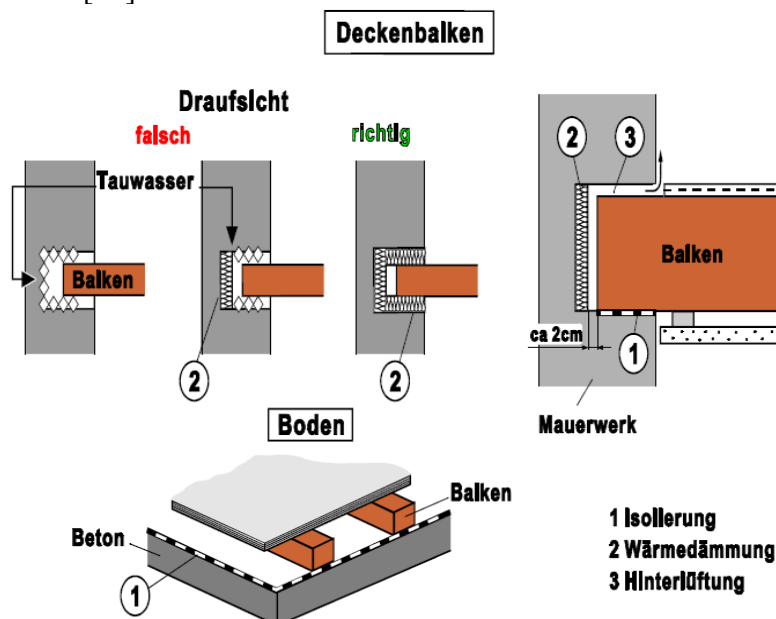 Deckenbalken
Draufsicht
falsch
richtig
Tauwasser
Balken
2
2
2
3
Balken
ca 2cm
1
Mauerwerk
Boden
Balken
Beton
1
1 Isolierung
2 Wärmedämmung
3 Hinterlüftung